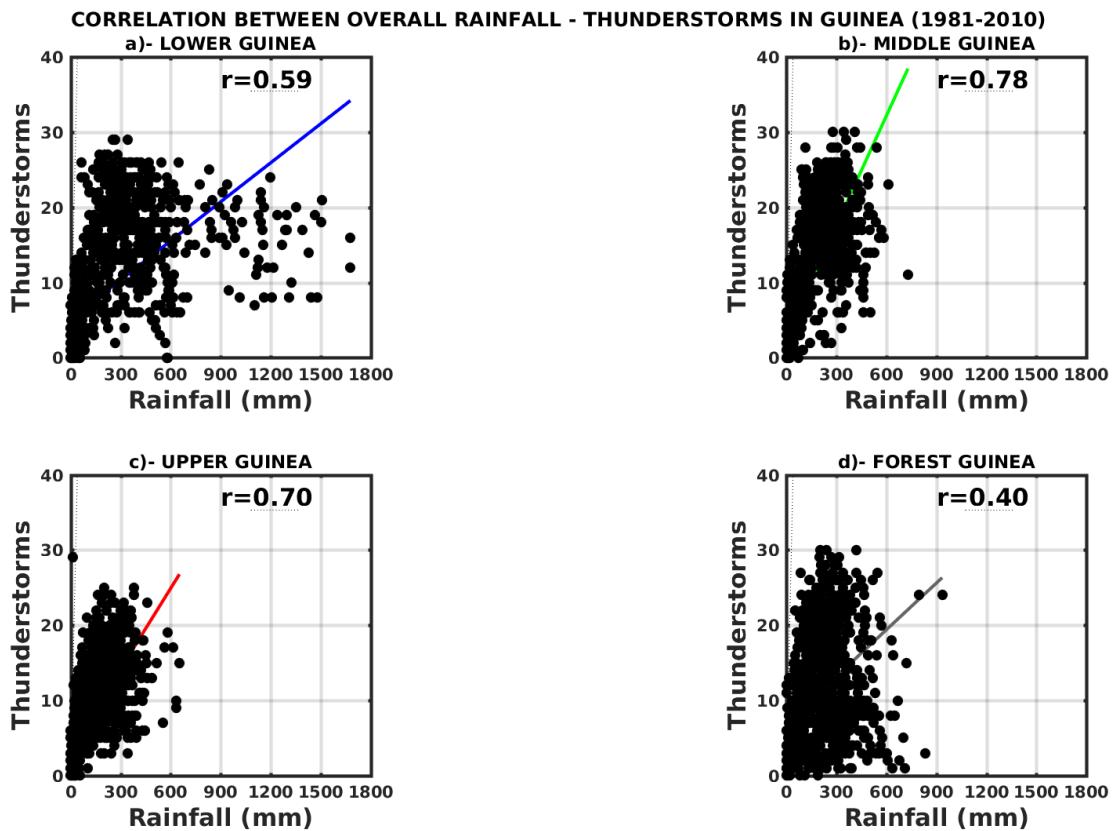 CORRELATION BETWEEN OVERALL RAINFALL - THUNDERSTORMS IN GUINEA (1981-2010)
a)- LOWER GUINEA
r=0.59
Thunderstorms
40
30
20
10
0
0 300 600 900 1200 1500 1800
Rainfall (mm)
b)- MIDDLE GUINEA
r=0.78
Thunderstorms
40
30
20
10
0
0 300 600 900 1200 1500 1800
Rainfall (mm)
c)- UPPER GUINEA
r=0.70
Thunderstorms
40
30
20
10
0
0 300 600 900 1200 1500 1800
Rainfall (mm)
d)- FOREST GUINEA
r=0.40
Thunderstorms
40
30
20
10
0
0 300 600 900 1200 1500 1800
Rainfall (mm)